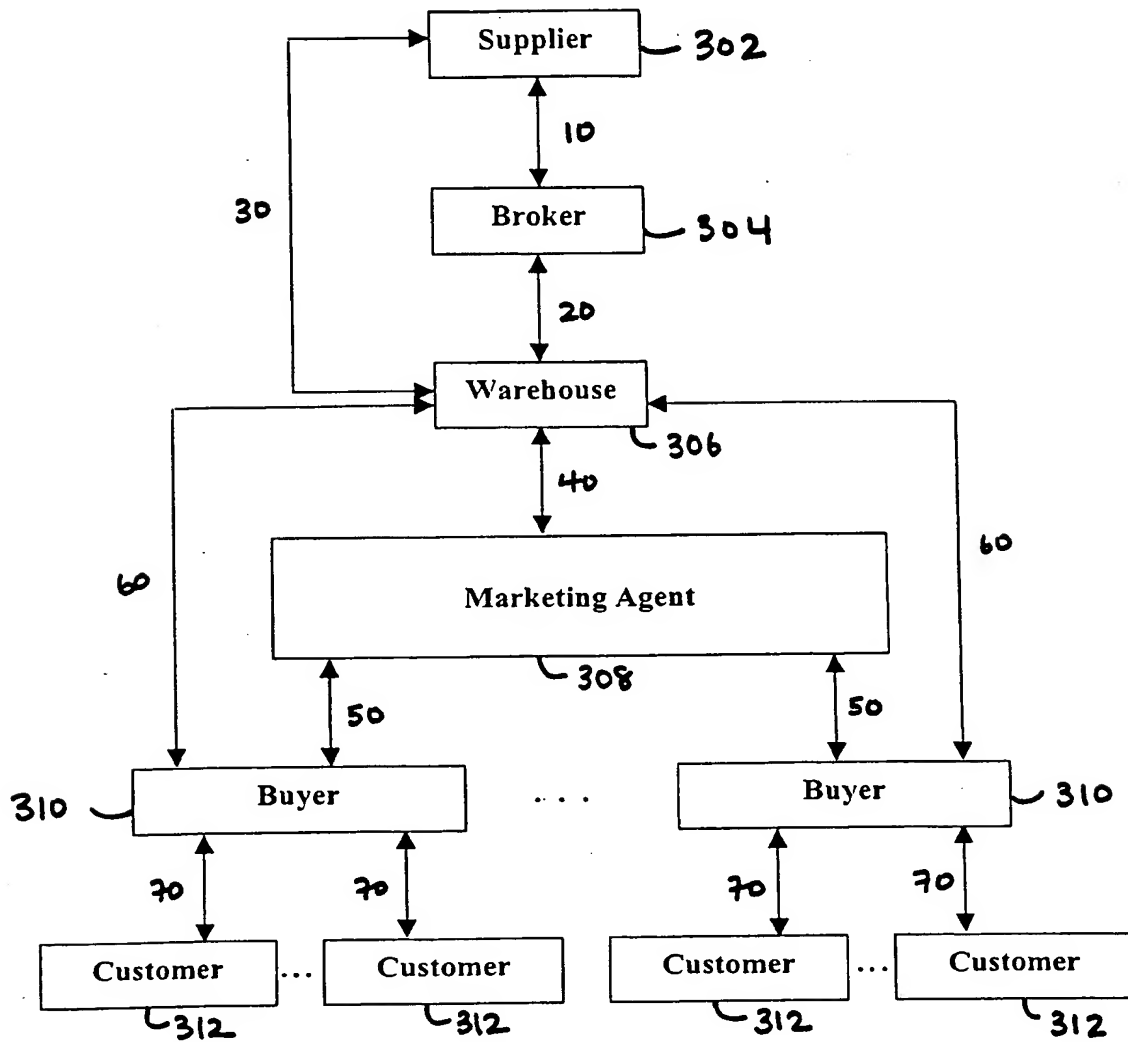 Supplier
302
10
30
Broker
304
20
Warehouse
306
40
60
60
Marketing Agent
308
50
50
310
Buyer
. . .
Buyer
310
70
70
70
70
Customer
...
Customer
Customer
...
Customer
312
312
312
312